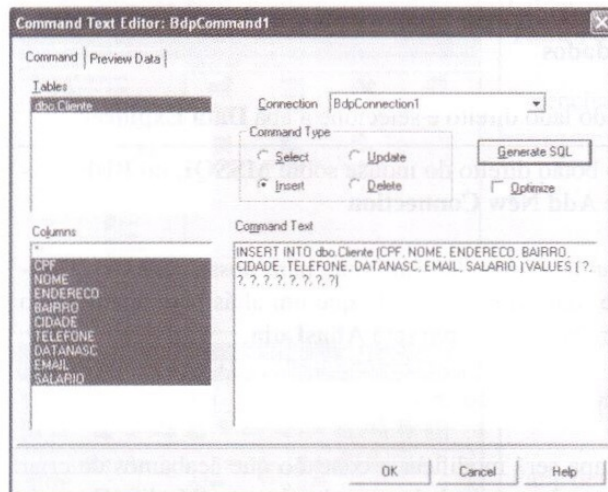 Command Text Editor: BdpCommand1
Command
Preview Data
Tables
dbo.Cliente
Connection
BdpConnection1
Command Type
Select
Update
Insert
Delete
Generate SQL
Optimize
Columns
*
CPF
NOME
ENDERECO
BAIRRO
CIDADE
TELEFONE
DATANASC
EMAIL
SALARIO
Command Text
INSERT INTO dbo.Cliente (CPF, NOME, ENDERECO, BAIRRO,
CIDADE, TELEFONE, DATANASC, EMAIL, SALARIO ) VALUES ( ?,
?, ?, ?, ?, ?, ?, ?, ?)
OK
Cancel
Help